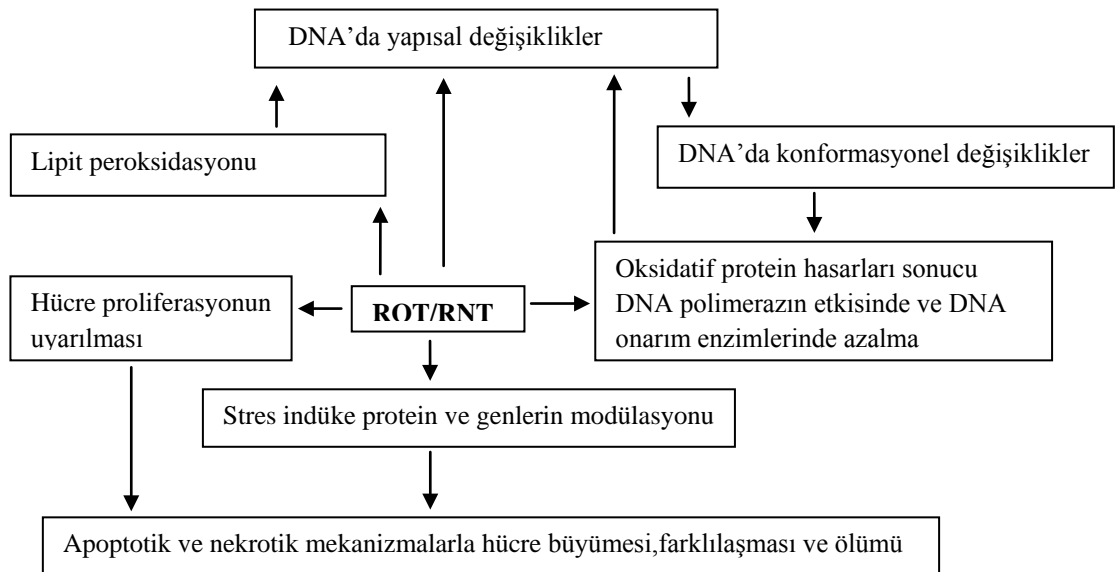 DNA’da yapısal değişiklikler
Lipit peroksidasyonu
DNA’da konformasyonel değişiklikler
Hücre proliferasyonun
uyarılması
ROT/RNT
Oksidatif protein hasarları sonucu
DNA polimerazın etkisinde ve DNA
onarım enzimlerinde azalma
Stres indüke protein ve genlerin modülasyonu
Apoptotik ve nekrotik mekanizmalarla hücre büyümesi,farklılaşması ve ölümü